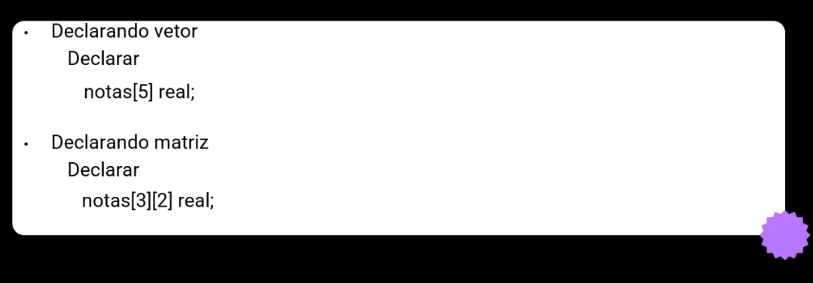 • Declarando vetor
Declarar
notas[5] real;
• Declarando matriz
Declarar
notas[3][2] real;